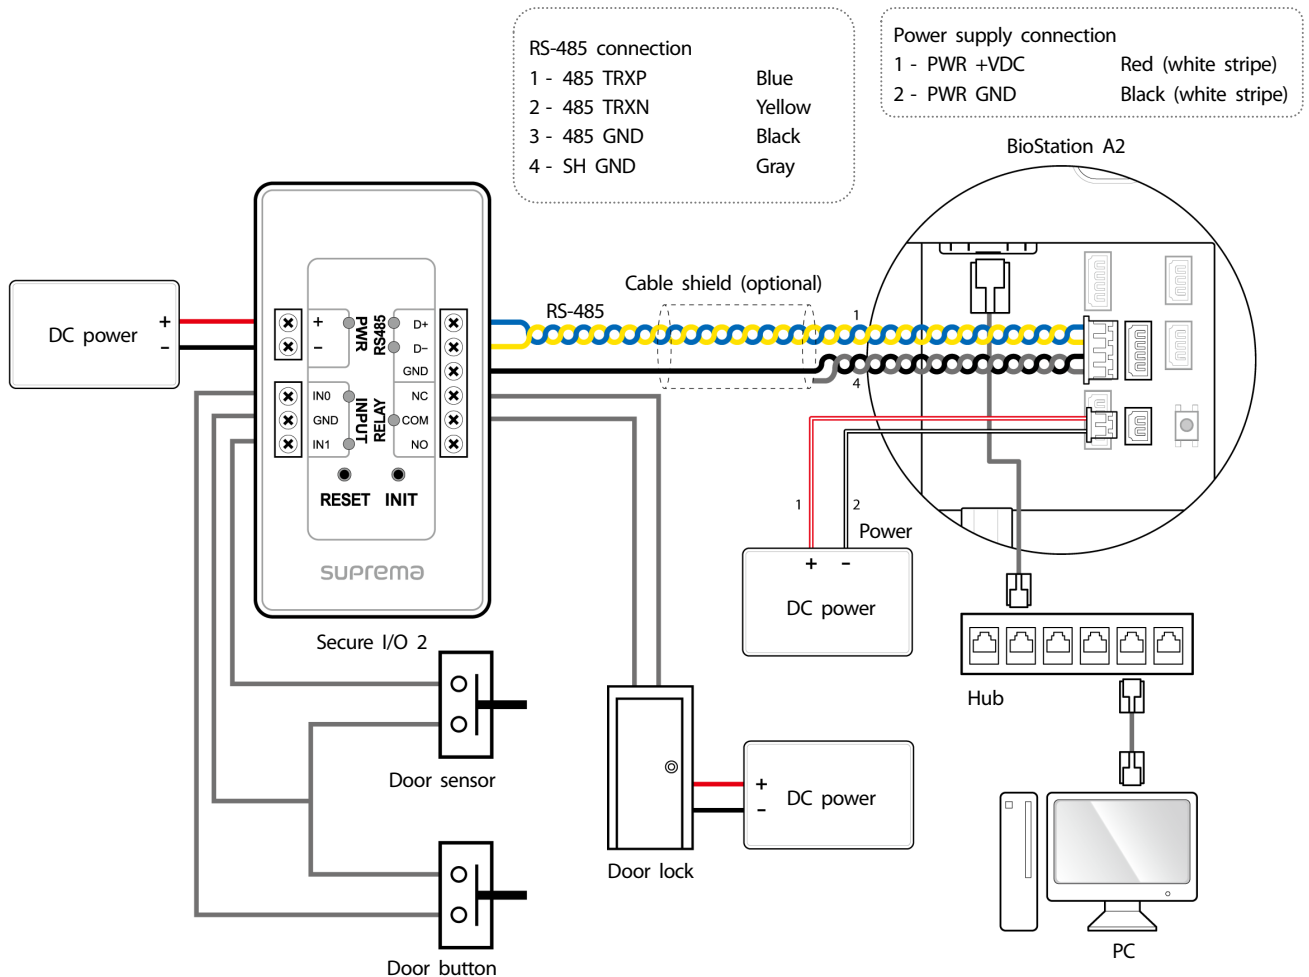 RS-485 connection
1 - 485 TRXP Blue
2 - 485 TRXN Yellow
3 - 485 GND Black
4 - SH GND Gray
Power supply connection
1 - PWR +VDC Red (white stripe)
2 - PWR GND Black (white stripe)
BioStation A2
Cable shield (optional)
RS-485
1
4
DC power
+
−
+
−
PWR
RS485
D+
D−
GND
IN0
GND
IN1
INPUT
RELAY
NC
COM
NO
RESET INIT
suprema
Secure I/O 2
1
2
Power
+ −
DC power
Hub
Door sensor
Door lock
+
−
DC power
Door button
PC